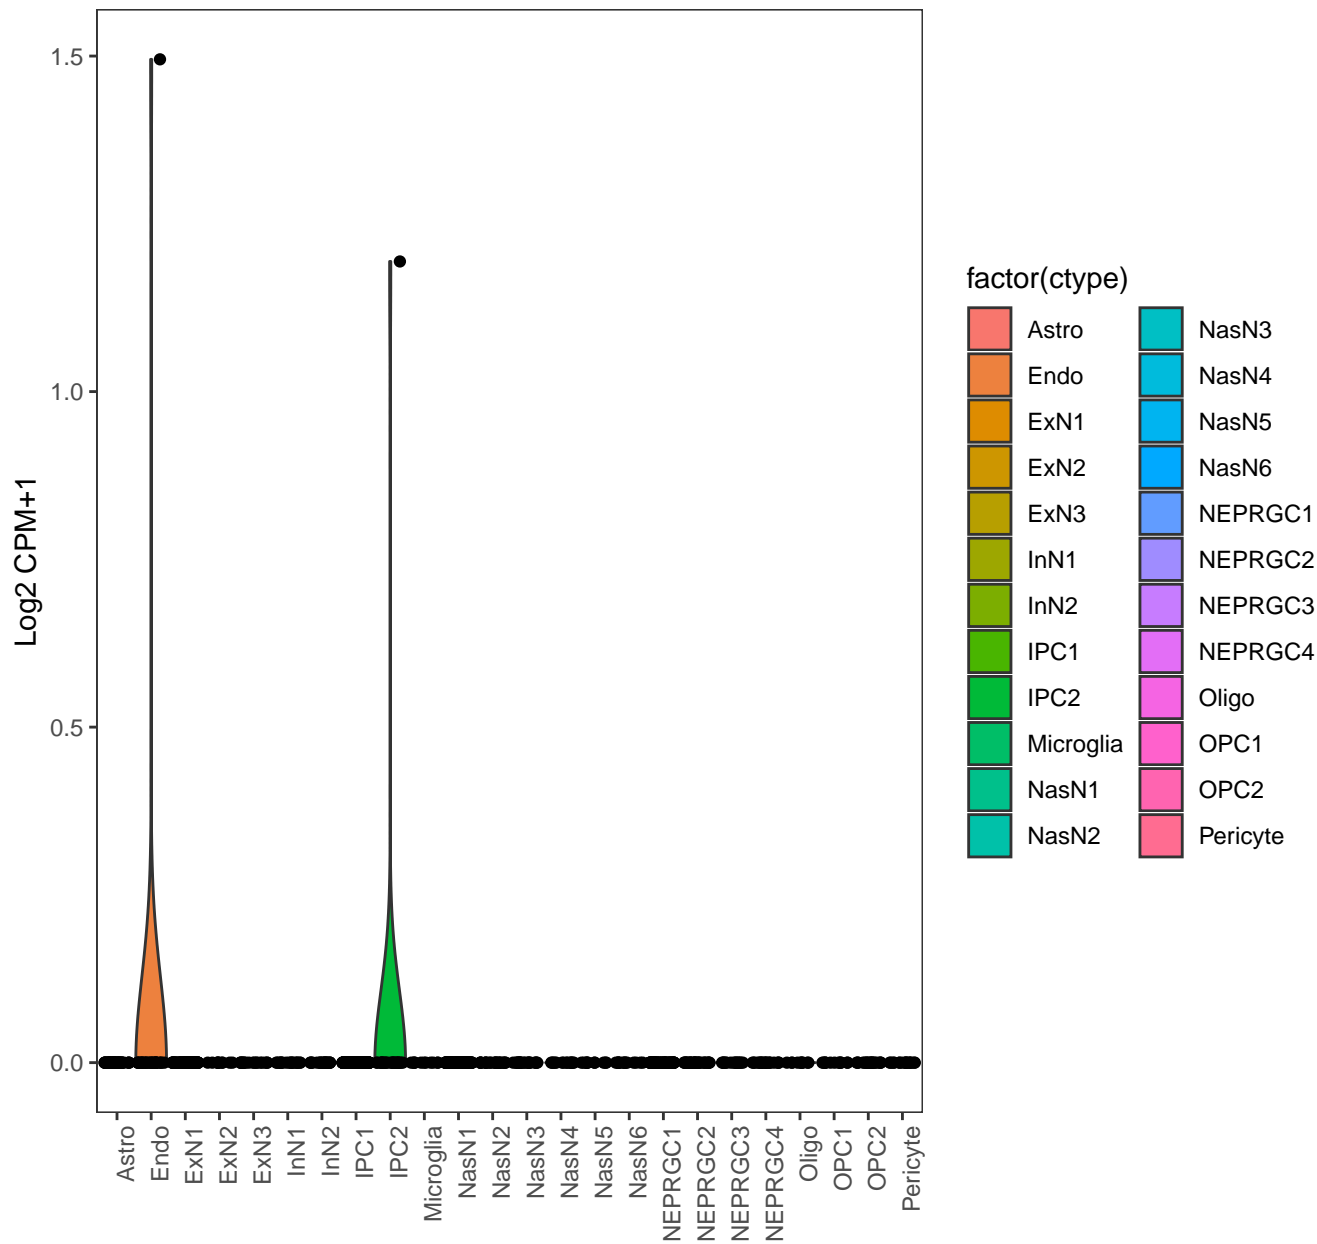 1.5
1.0
0.5
0.0
Log2 CPM+1
Astro
Endo
ExN1
ExN2
ExN3
InN1
InN2
IPC1
IPC2
Microglia
NasN1
NasN2
NasN3
NasN4
NasN5
NasN6
NEPRGC1
NEPRGC2
NEPRGC3
NEPRGC4
Oligo
OPC1
OPC2
Pericyte
factor(ctype)
Astro
Endo
ExN1
ExN2
ExN3
InN1
InN2
IPC1
IPC2
Microglia
NasN1
NasN2
NasN3
NasN4
NasN5
NasN6
NEPRGC1
NEPRGC2
NEPRGC3
NEPRGC4
Oligo
OPC1
OPC2
Pericyte